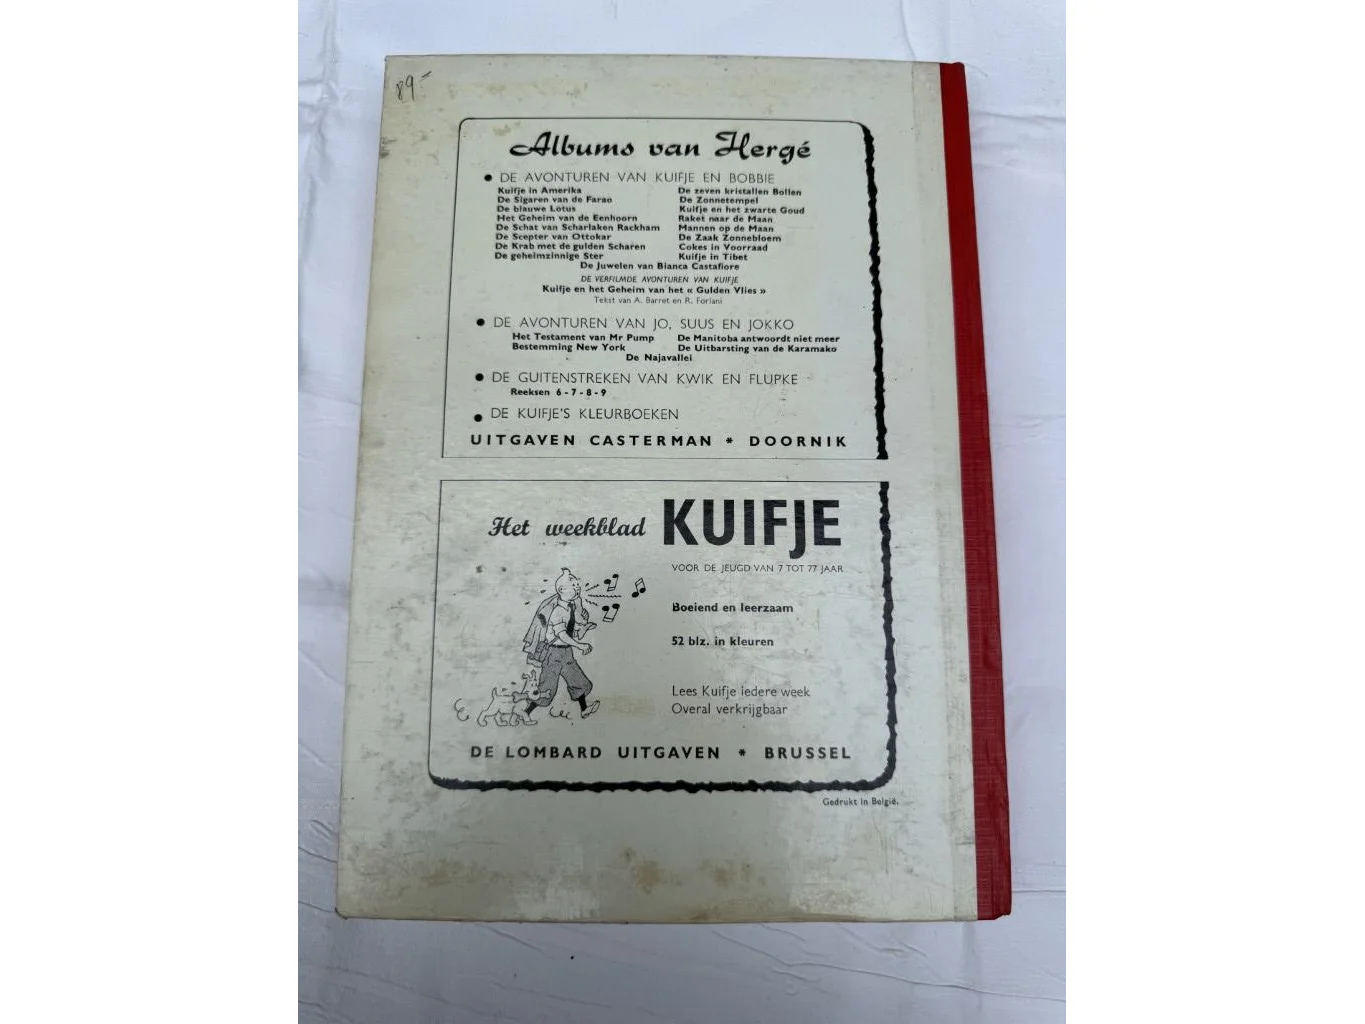 89-
Albums van Hergé
• DE AVONTUREN VAN KUIFJE EN BOBBIE
Kuifje in Amerika
De Sigaren van de Farao
De blauwe Lotus
Het Geheim van de Eenhoorn
De Schat van Scharlaken Rackham
De Scepter van Ottokar
De Krab met de gulden Scharen
De geheimzinnige Ster
De zeven kristallen Bollen
De Zonnetempel
Kuifje en het zwarte Goud
Raket naar de Maan
Mannen op de Maan
De Zaak Zonnebloem
Cokes in Voorraad
Kuifje in Tibet
De Juwelen van Bianca Castafiore
DE VERFILMDE AVONTUREN VAN KUIFJE
Kuifje en het Geheim van het « Gulden Vlies »
Tekst van A. Barret en R. Forlani
• DE AVONTUREN VAN JO, SUUS EN JOKKO
Het Testament van Mr Pump
Bestemming New York
De Manitoba antwoordt niet meer
De Uitbarsting van de Karamako
De Najavallei
• DE GUITENSTREKEN VAN KWIK EN FLUPKE
Reeksen 6 - 7 - 8 - 9
• DE KUIFJE'S KLEURBOEKEN
UITGAVEN CASTERMAN * DOORNIK
Het weekblad KUIFJE
VOOR DE JEUGD VAN 7 TOT 77 JAAR
Boeiend en leerzaam
52 blz. in kleuren
Lees Kuifje iedere week
Overal verkrijgbaar
DE LOMBARD UITGAVEN * BRUSSEL
Gedrukt in België.